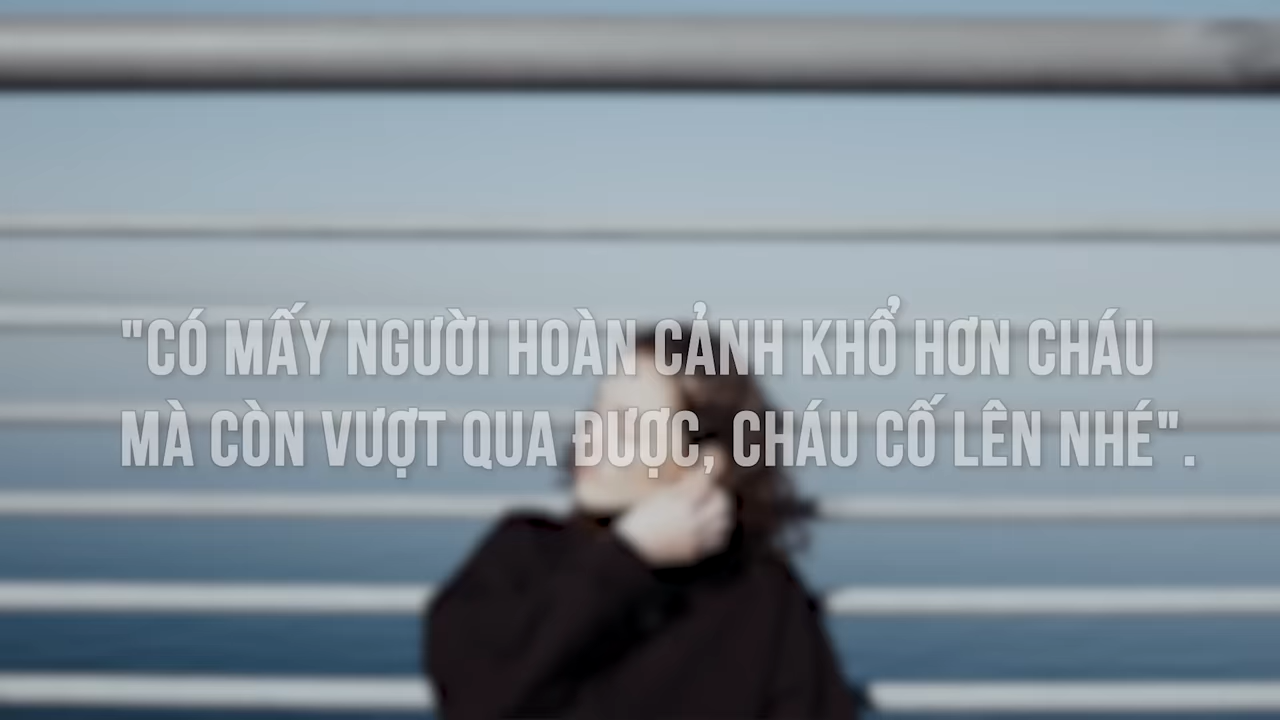 "CÓ MẤY NGƯỜI HOÀN CẢNH KHỔ HƠN CHÁU
MÀ CÒN VƯỢT QUA ĐƯỢC, CHÁU CỐ LÊN NHÉ".